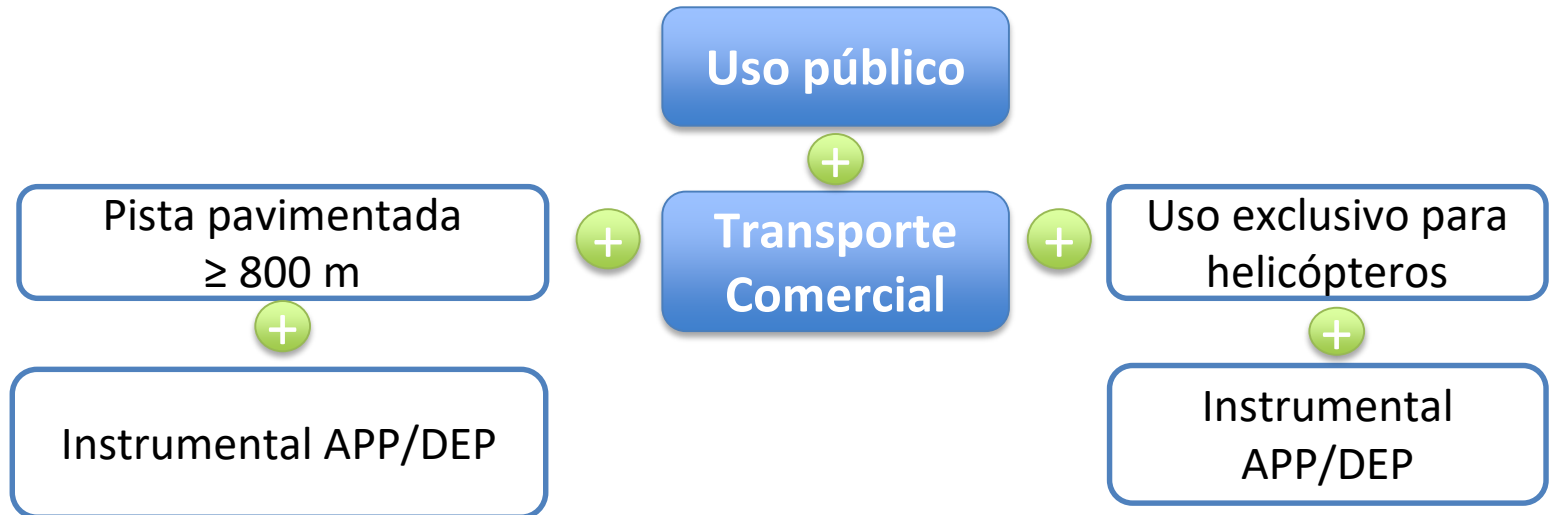 Uso público
+
Pista pavimentada
≥ 800 m
+
Transporte
Comercial
+
Uso exclusivo para
helicópteros
+
+
Instrumental APP/DEP
Instrumental
APP/DEP